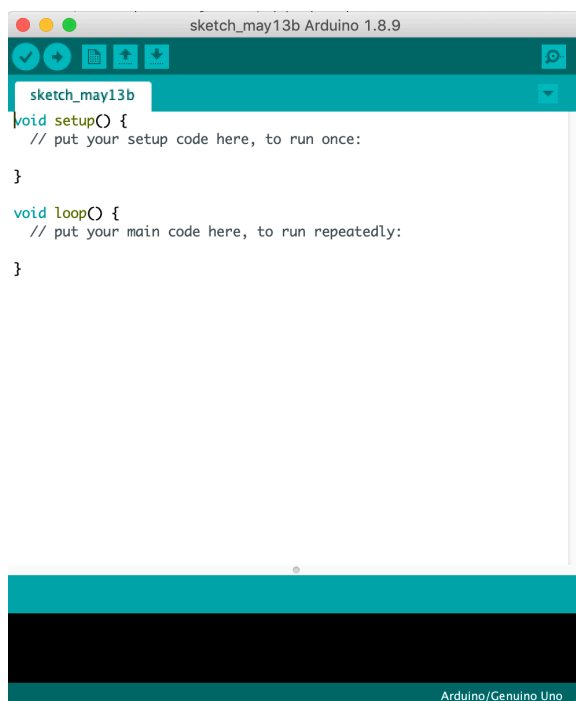 sketch_may13b Arduino 1.8.9
sketch_may13b
void setup() {
  // put your setup code here, to run once:
}
void loop() {
  // put your main code here, to run repeatedly:
}
Arduino/Genuino Uno